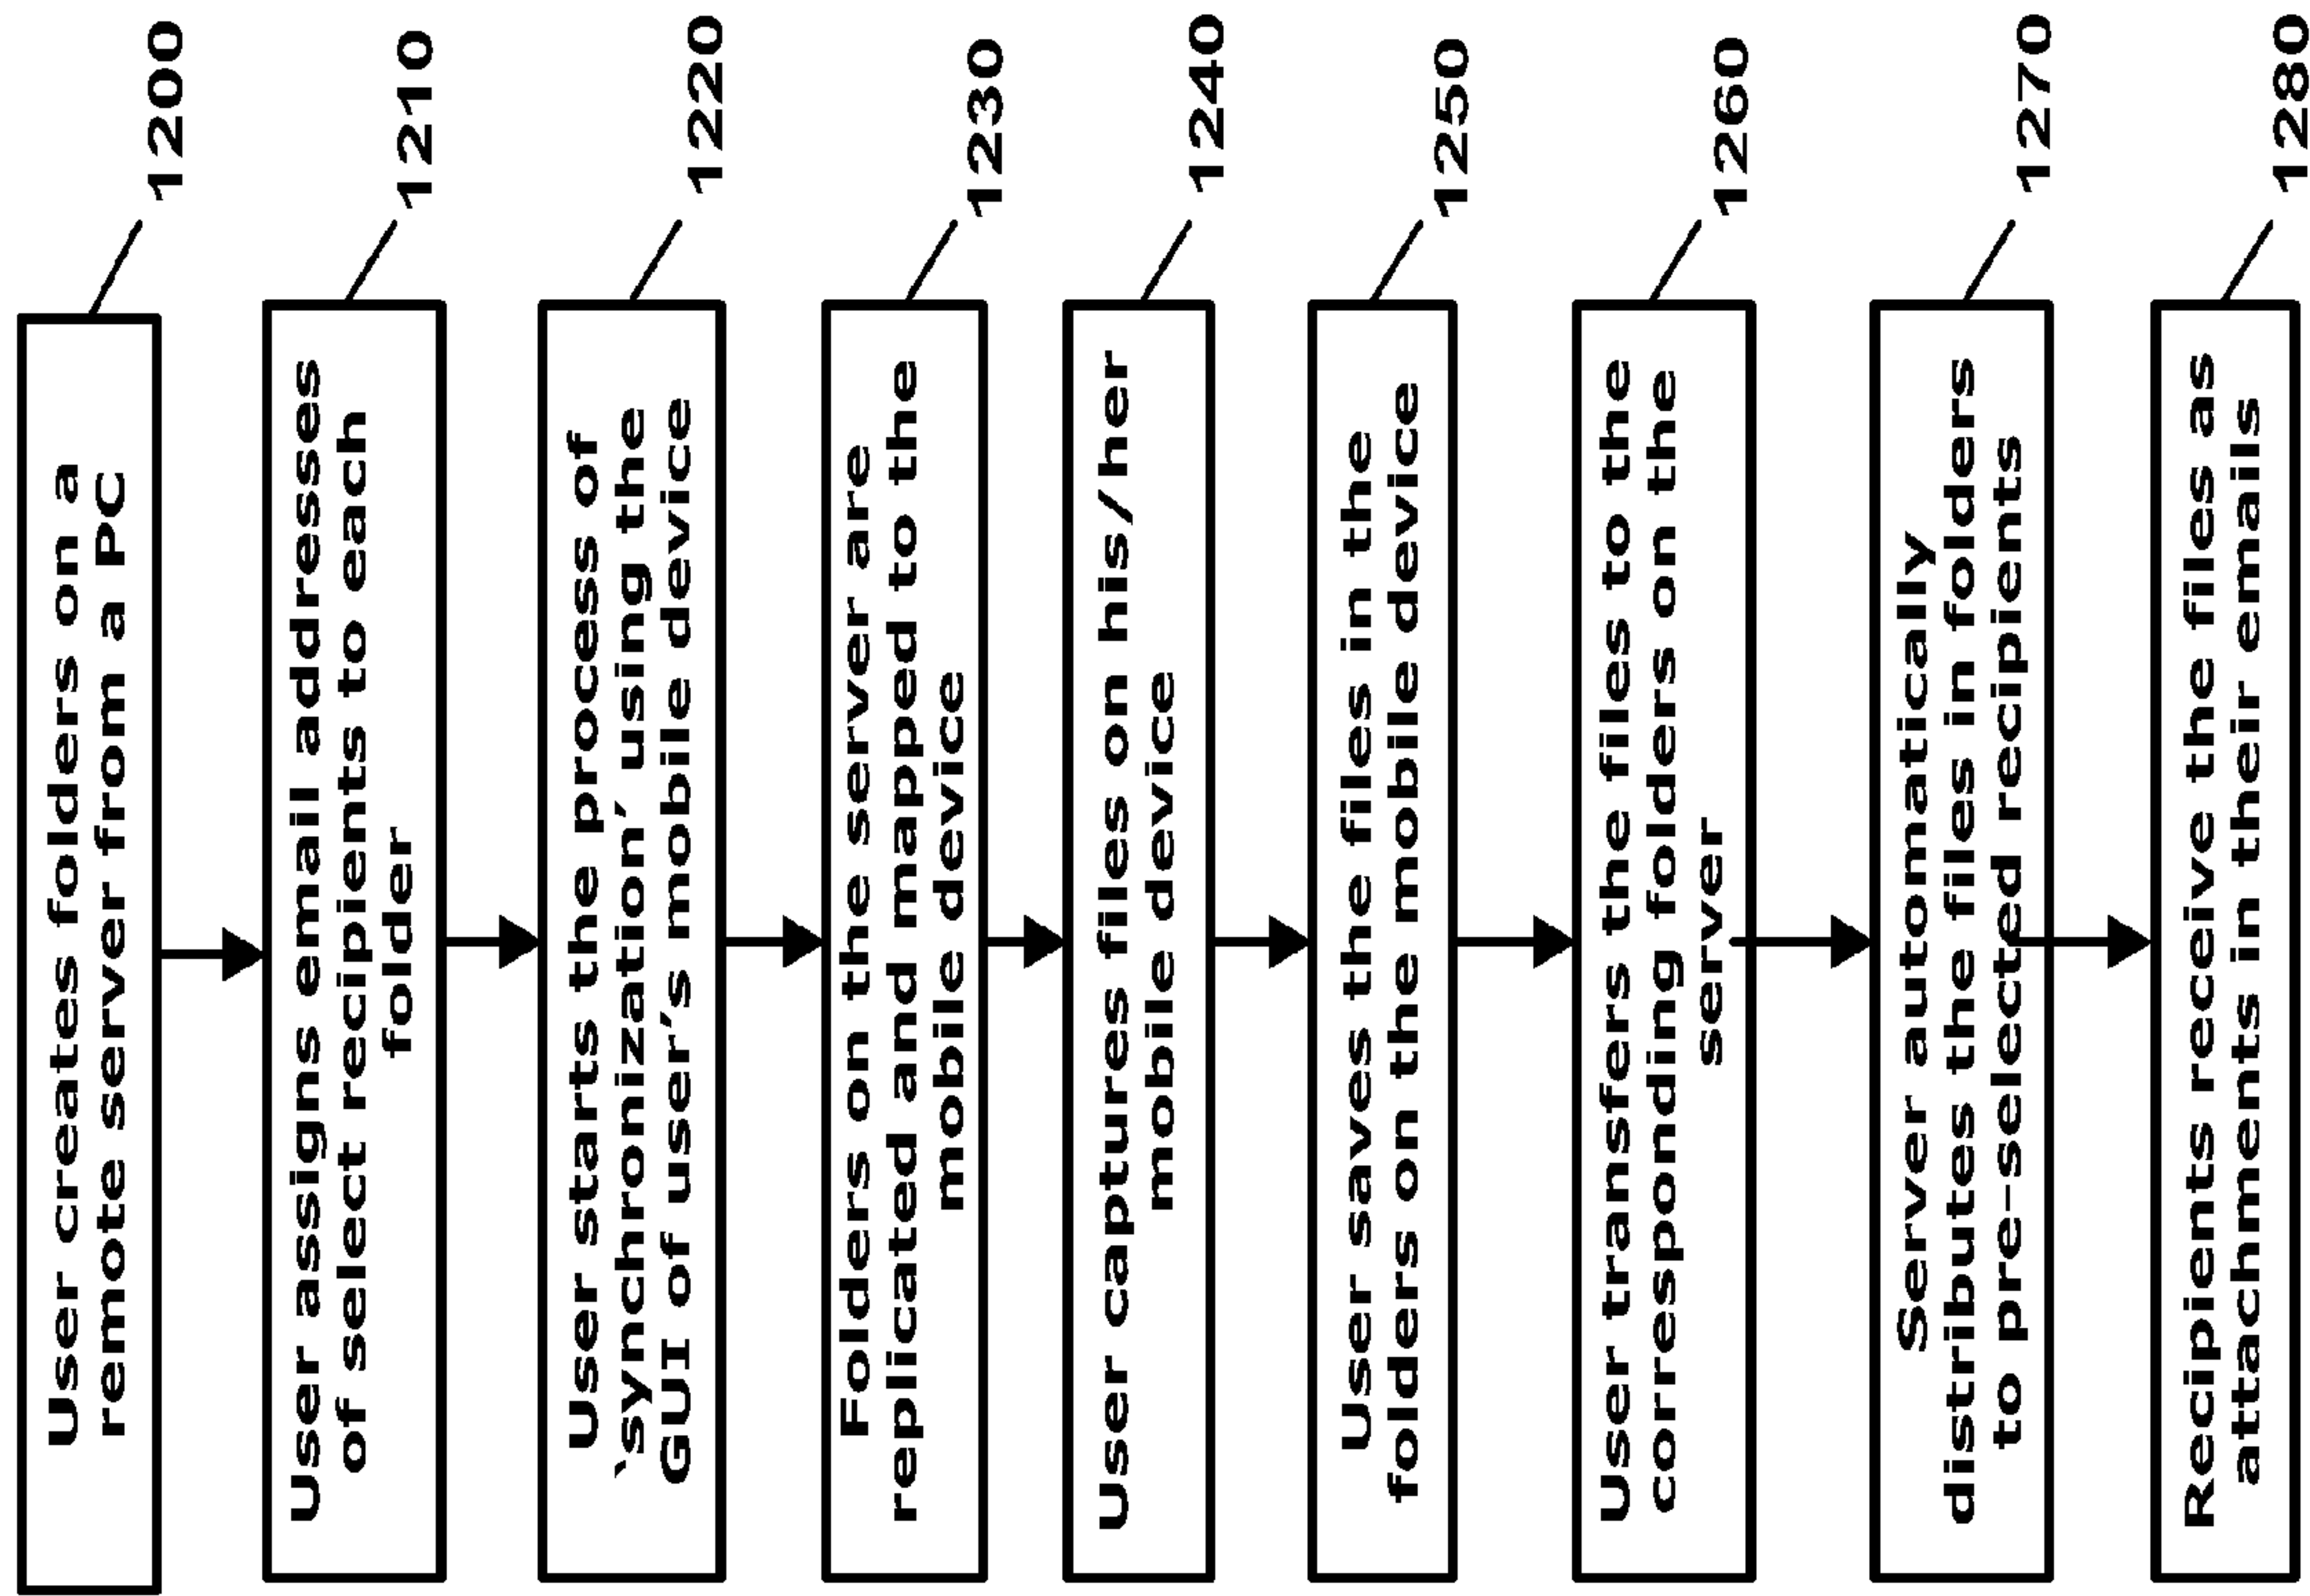 User creates folders on a
remote server from a PC
1200
User assigns email addresses
of select recipients to each
folder
1210
User starts the process of
‘synchronization’ using the
GUI of user’s mobile device
1220
Folders on the server are
replicated and mapped to the
mobile device
1230
User captures files on his/her
mobile device
1240
User saves the files in the
folders on the mobile device
1250
User transfers the files to the
corresponding folders on the
server
1260
Server automatically
distributes the files in folders
to pre-selected recipients
1270
Recipients receive the files as
attachments in their emails
1280